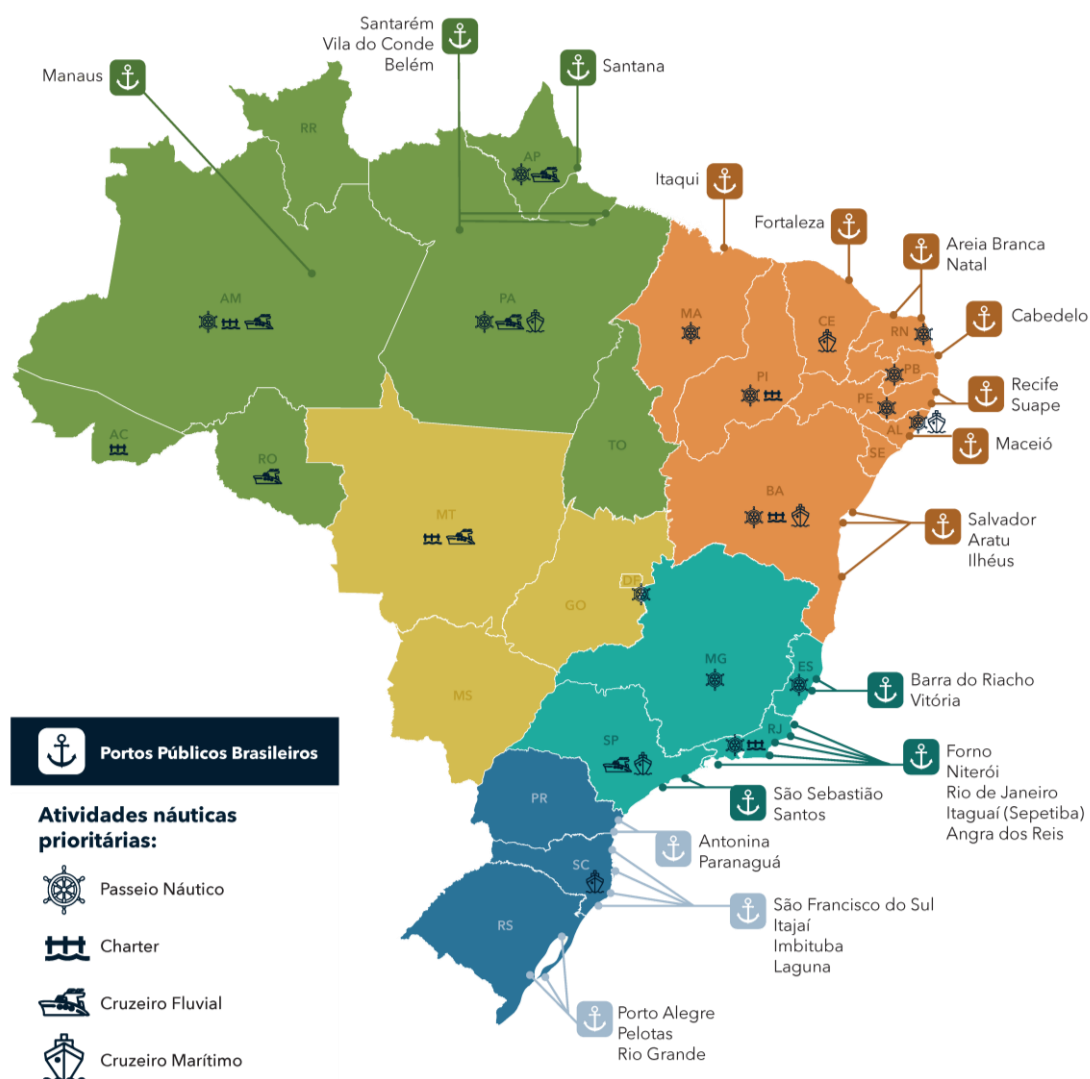 Santarém
Vila do Conde
Belém
Manaus
Santana
RR
AP
Itaqui
Fortaleza
Areia Branca
Natal
AM
PA
MA
CE
RN
Cabedelo
PI
PB
PE
Recife
Suape
AL
Maceió
AC
RO
TO
SE
BA
MT
Salvador
Aratu
Ilhéus
DF
GO
MG
ES
MS
Barra do Riacho
Vitória
SP
RJ
Forno
Niterói
Rio de Janeiro
Itaguaí (Sepetiba)
Angra dos Reis
São Sebastião
Santos
PR
Antonina
Paranaguá
SC
São Francisco do Sul
Itajaí
Imbituba
Laguna
RS
Porto Alegre
Pelotas
Rio Grande
Portos Públicos Brasileiros
Atividades náuticas
prioritárias:
Passeio Náutico
Charter
Cruzeiro Fluvial
Cruzeiro Marítimo